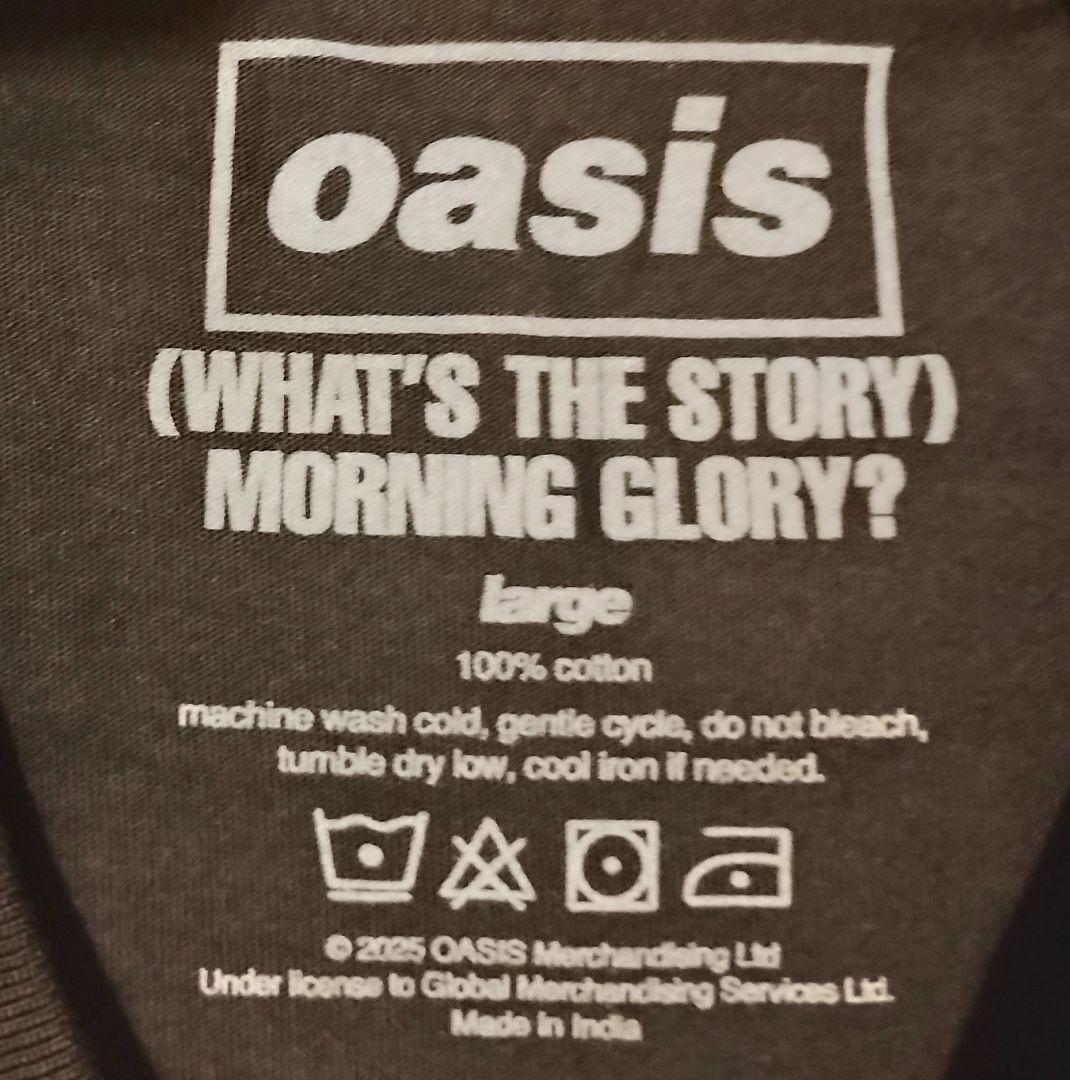 oasis
(WHAT'S THE STORY)
MORNING GLORY?
large
100% cotton
machine wash cold, gentle cycle, do not bleach,
tumble dry low, cool iron if needed.
© 2025 OASIS Merchandising Ltd
Under license to Global Merchandising Services Ltd.
Made in India